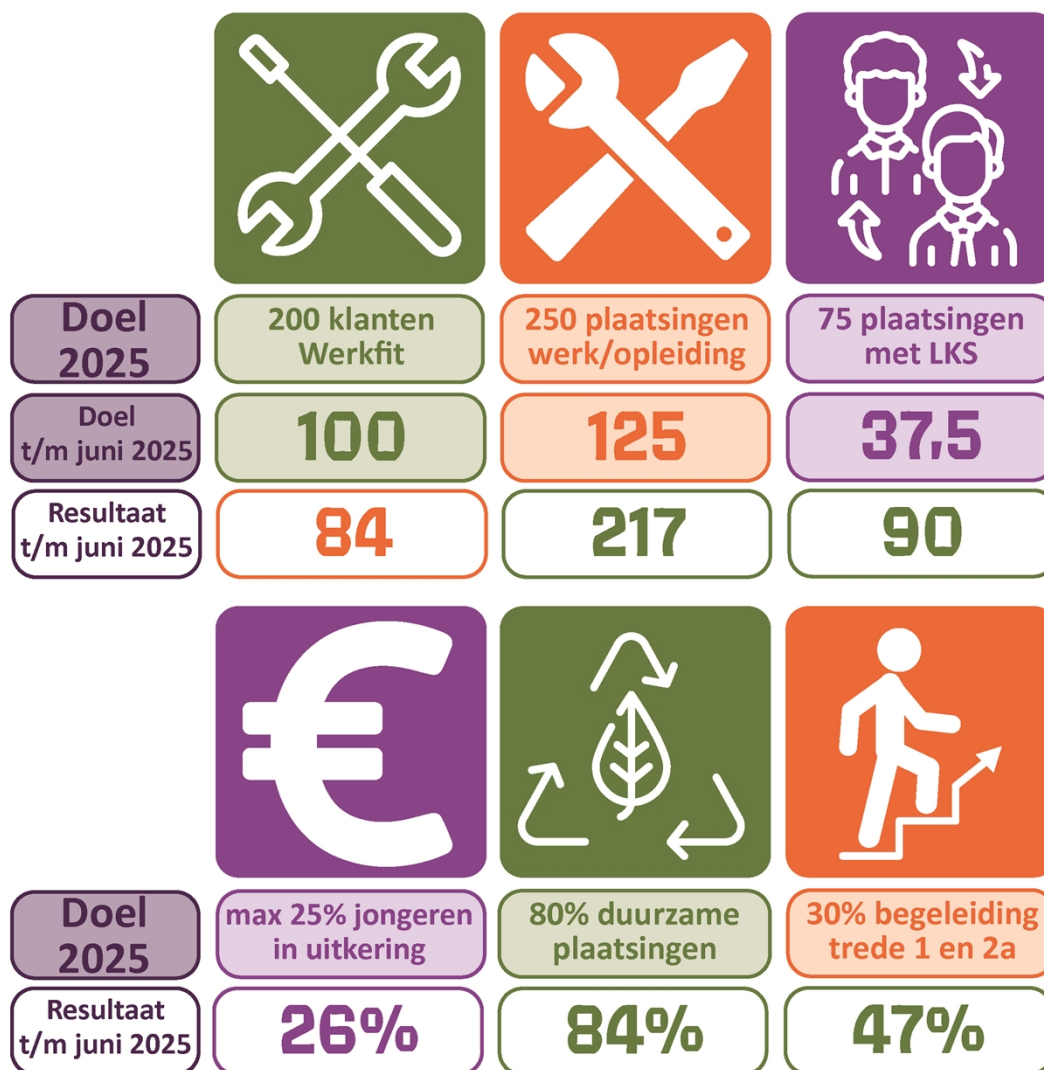 Doel
2025
200 klanten
Werkfit
250 plaatsingen
werk/opleiding
75 plaatsingen
met LKS
Doel
t/m juni 2025
100
125
37,5
Resultaat
t/m juni 2025
84
217
90
€
Doel
2025
max 25% jongeren
in uitkering
80% duurzame
plaatsingen
30% begeleiding
trede 1 en 2a
Resultaat
t/m juni 2025
26%
84%
47%